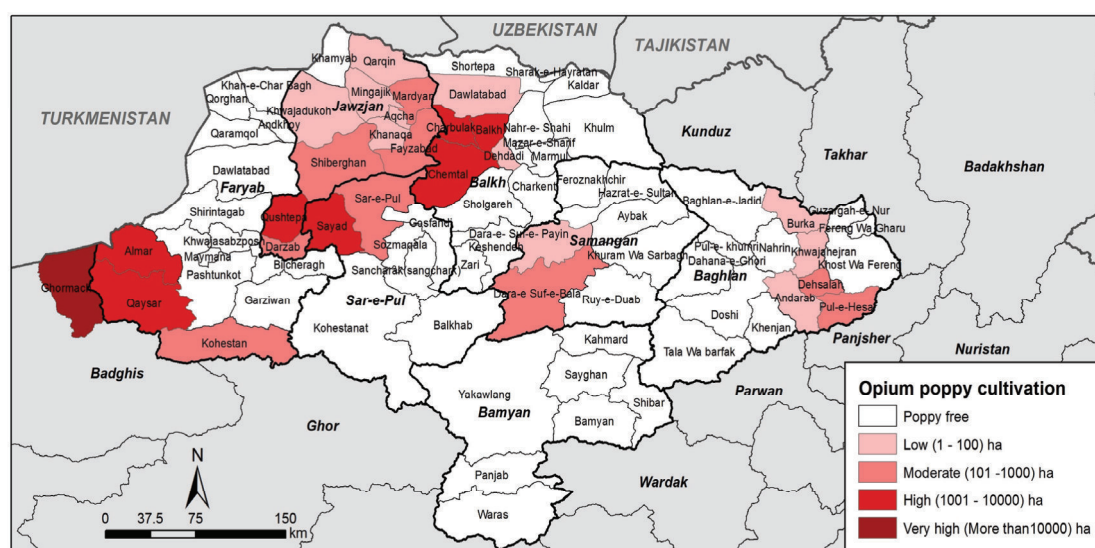 UZBEKISTAN
TAJIKISTAN
TURKMENISTAN
Khamyab
Qarqin
Shortepa
Sharak-e-Hayratan
Kaldar
Khan-e-Char Bagh
Qorghan
Mingajik
Mardyan
Dawlatabad
Khwajadukoh
Jawzjan
Andkhoy
Aqcha
Qaramqol
Khanaqa
Charbulak
Balkh
Nahr-e- Shahi
Khulm
Kunduz
Takhar
Badakhshan
Fayzabad
Mazar-e-Sharif
Dehdadi
Marmul
Shiberghan
Dawlatabad
Faryab
Chemtal
Balkh
Charkent
Feroznakhchir
Hazrat-e- Sultan
Baghlan-e-Jadid
Sar-e-Pul
Sholgereh
Shirintagab
Qushtepa
Sayad
Gosfandi
Aybak
Burka
Guzargah-e- Nur
Fereng Wa Gharu
Khwajasabzposh
Darzab
Sozmaqala
Dara-e- Suf-e-Payin
Samangan
Pul-e- khumri
Nahrin
Khwajahejran
Almar
Maymana
Keshendeh
Khuram Wa Sarbagh
Dahana-e-Ghori
Khost Wa Fereng
Pashtunkot
Bilcheragh
Sancharak (sangchark)
Zari
Baghlan
Ghormach
Qaysar
Garziwan
Sar-e-Pul
Dara-e Suf-e-Bala
Ruy-e-Duab
Dehsalah
Andarab
Pul-e-Hesar
Kohestan
Kohestanat
Balkhab
Doshi
Khenjan
Panjsher
Kahmard
Tala Wa barfak
Nuristan
Badghis
Sayghan
Yakawlang
Parwan
Ghor
Bamyan
Shibar
Bamyan
Panjab
Wardak
Waras
N
0 37.5 75 150
km
Opium poppy cultivation
Poppy free
Low (1 - 100) ha
Moderate (101 -1000) ha
High (1001 - 10000) ha
Very high (More than10000) ha